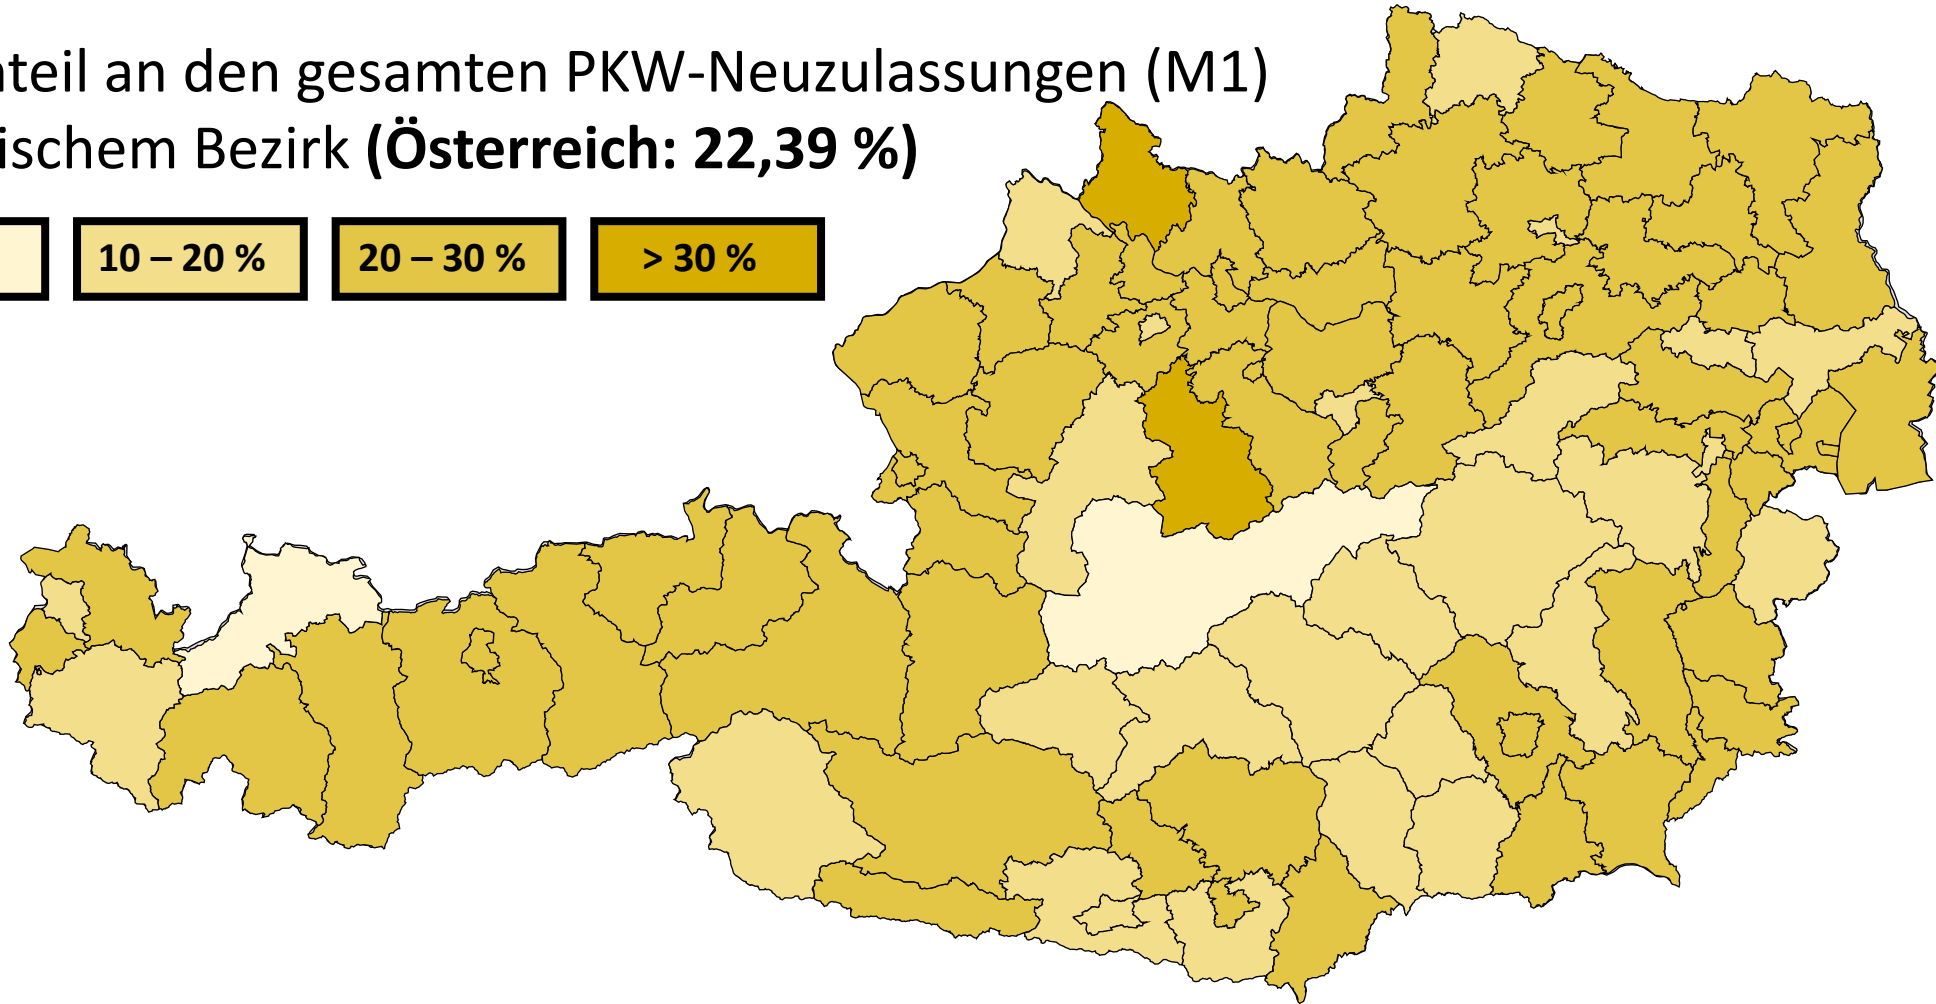 nteil an den gesamten PKW-Neuzulassungen (M1)
ischem Bezirk (Österreich: 22,39 %)
10 – 20 % 20 – 30 % > 30 %